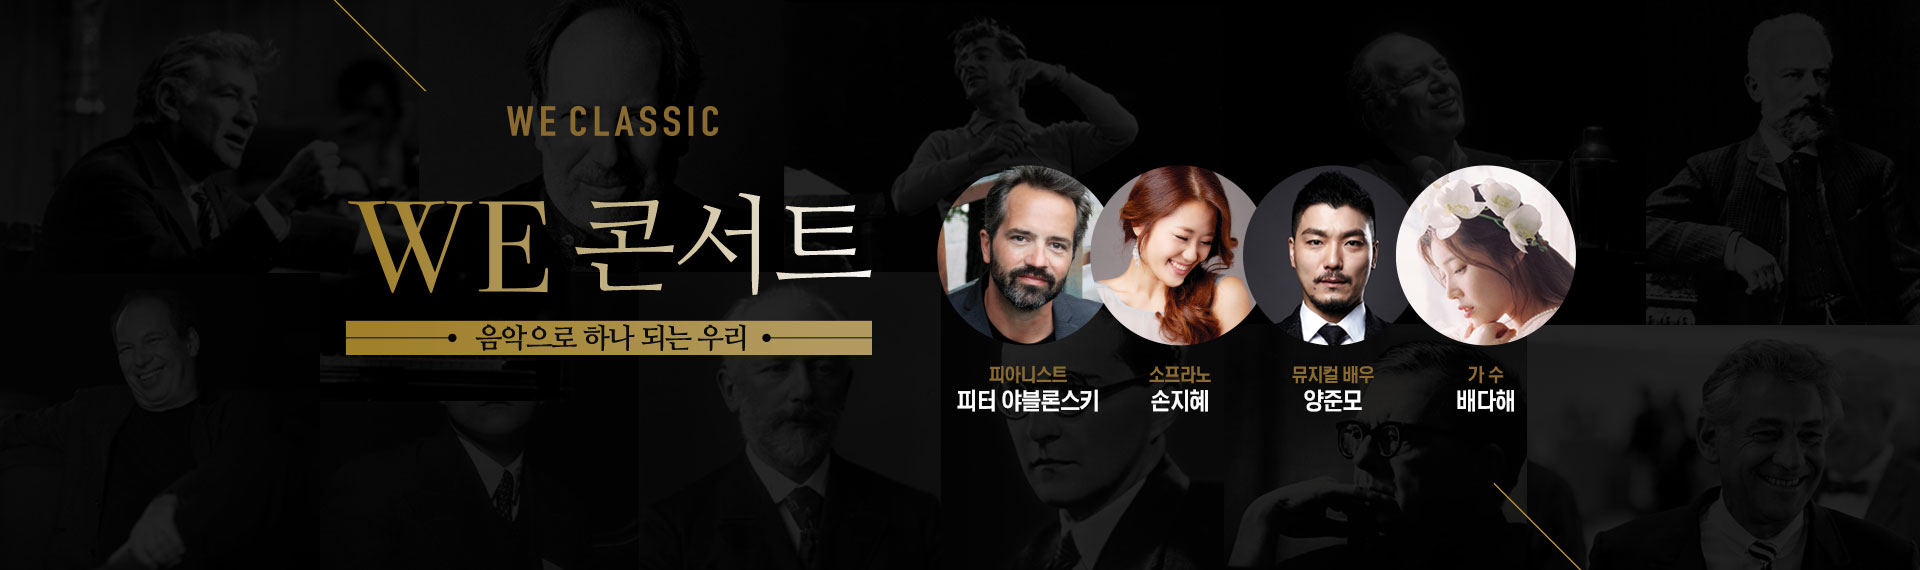 WE CLASSIC
WE 콘서트
음악으로 하나 되는 우리
피아니스트
피터 야블론스키
소프라노
손지혜
뮤지컬 배우
양준모
가 수
배다해